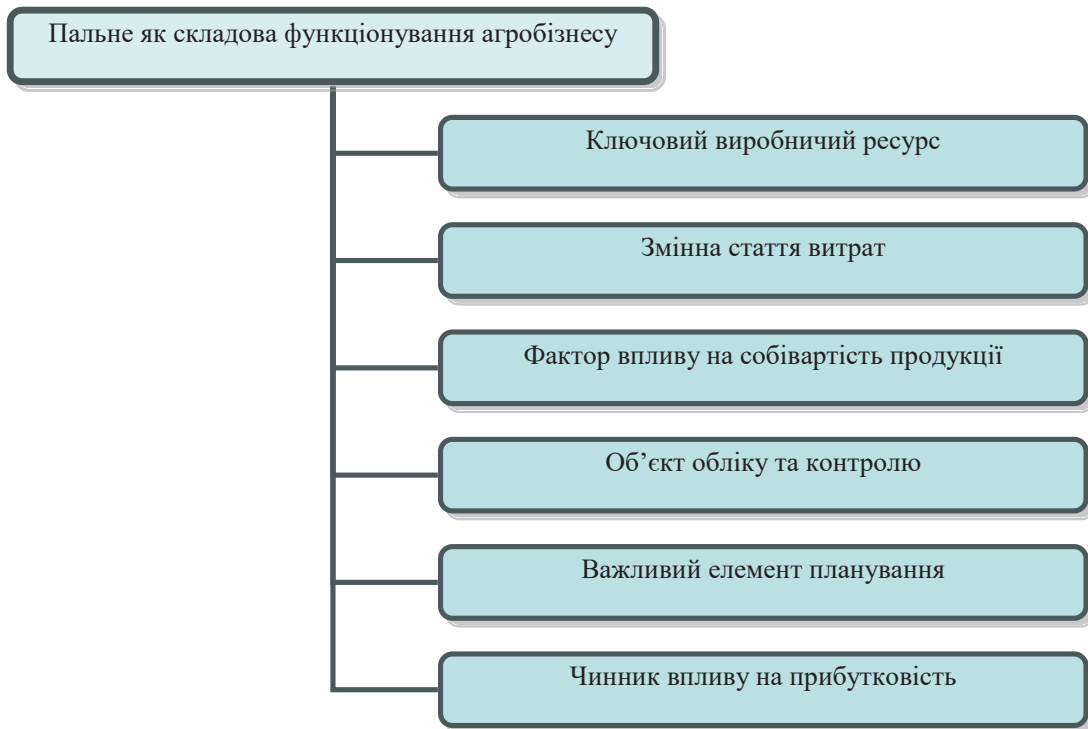 Пальне як складова функціонування агробізнесу
Ключовий виробничий ресурс
Змінна стаття витрат
Фактор впливу на собівартість продукції
Об’єкт обліку та контролю
Важливий елемент планування
Чинник впливу на прибутковість